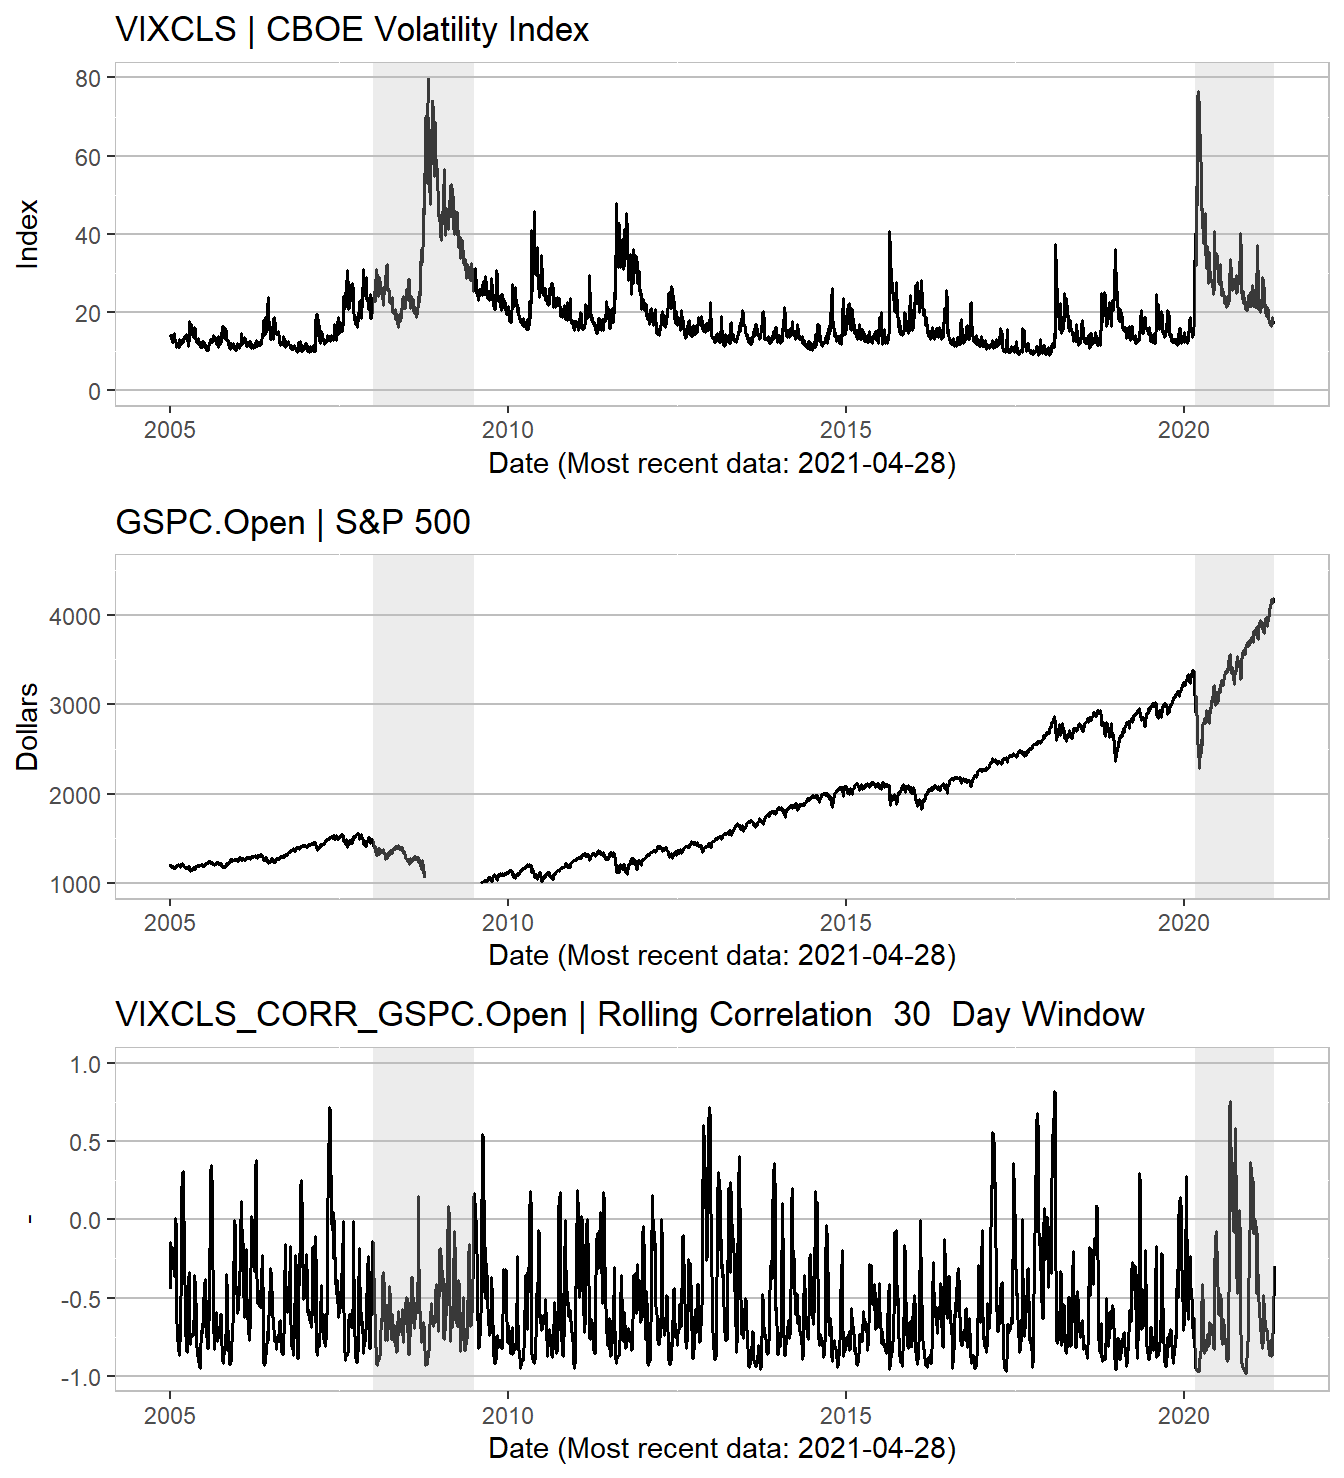 VIXCLS | CBOE Volatility Index
80
60
40
20
0
Index
2005 2010 2015 2020
Date (Most recent data: 2021-04-28)
GSPC.Open | S&P 500
4000
3000
2000
1000
Dollars
2005 2010 2015 2020
Date (Most recent data: 2021-04-28)
VIXCLS_CORR_GSPC.Open | Rolling Correlation  30  Day Window
1.0
0.5
0.0
-0.5
-1.0
-
2005 2010 2015 2020
Date (Most recent data: 2021-04-28)